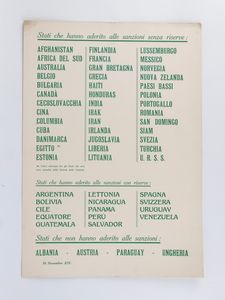 Stati che hanno aderito alle sanzioni senza riserve:
AFGHANISTAN
AFRICA DEL SUD
AUSTRALIA
BELGIO
BULGARIA
CANADÀ
CECOSLOVACCHIA
CINA
COLUMBIA
CUBA
DANIMARCA
EGITTO
ESTONIA
FINLANDIA
FRANCIA
GRAN BRETAGNA
GRECIA
HAITI
HONDURAS
INDIA
IRAK
IRAN
IRLANDA
JUGOSLAVIA
LIBERIA
LITUANIA
LUSSEMBURGO
MESSICO
NORVEGIA
NUOVA ZELANDA
PAESI BASSI
POLONIA
PORTOGALLO
ROMANIA
SAN DOMINGO
SIAM
SVEZIA
TURCHIA
U. R. S. S.
Stati che hanno aderito alle sanzioni con riserve:
ARGENTINA
BOLIVIA
CILE
EQUATORE
GUATEMALA
LETTONIA
NICARAGUA
PANAMA
PERÙ
SALVADOR
SPAGNA
SVIZZERA
URUGUAY
VENEZUELA
Stati che non hanno aderito alle sanzioni:
ALBANIA - AUSTRIA - PARAGUAY - UNGHERIA